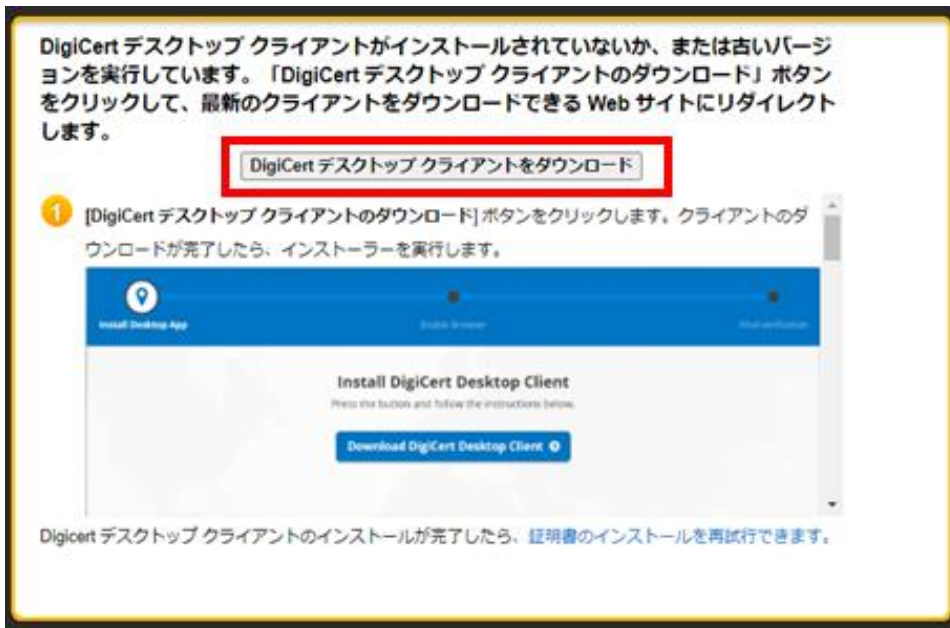 DigiCert デスクトップ クライアントがインストールされていないか、または古いバージ
ョンを実行しています。「DigiCert デスクトップ クライアントのダウンロード」ボタン
をクリックして、最新のクライアントをダウンロードできる Web サイトにリダイレクト
します。
DigiCert デスクトップ クライアントをダウンロード
1 [DigiCert デスクトップ クライアントのダウンロード] ボタンをクリックします。クライアントのダ
ウンロードが完了したら、インストーラーを実行します。
Install Desktop App
Enable Browser
Install DigiCert Desktop Client
Press the button and follow the instructions below.
Download DigiCert Desktop Client
Digicert デスクトップ クライアントのインストールが完了したら、証明書のインストールを再試行できます。